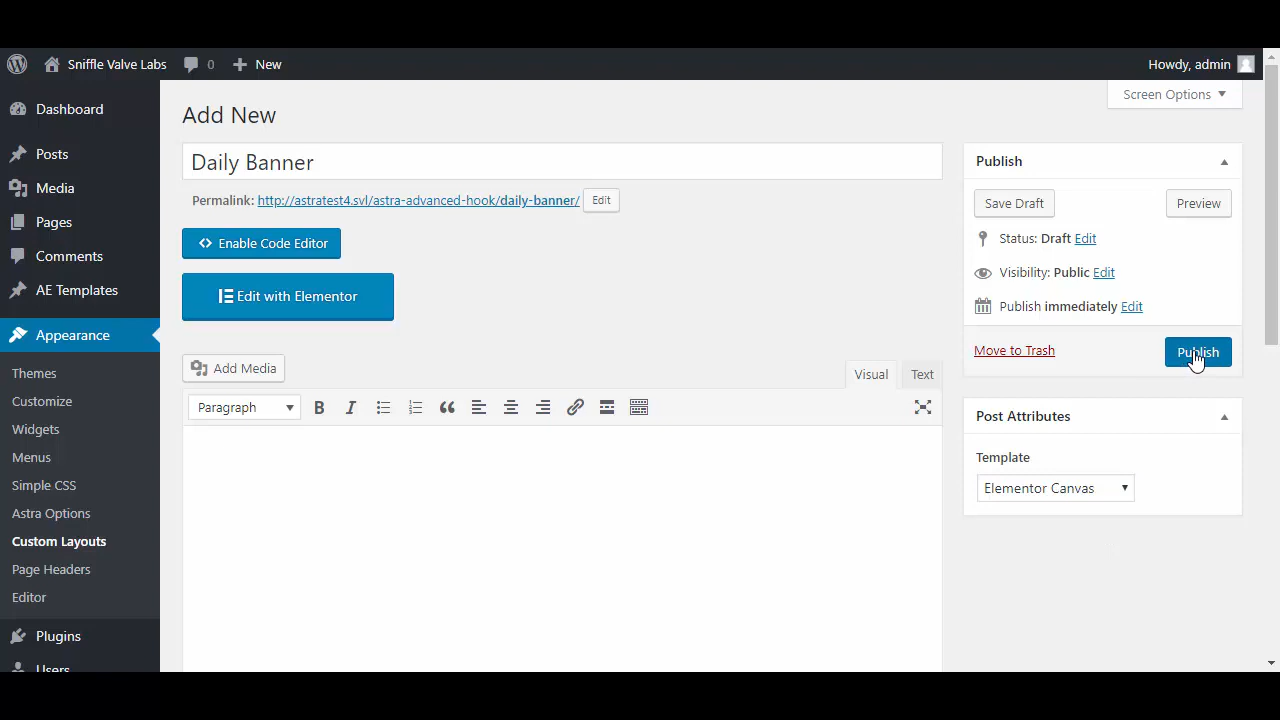 Sniffle Valve Labs 0 New Howdy, admin
Dashboard
Posts
Media
Pages
Comments
AE Templates
Appearance
Themes
Customize
Widgets
Menus
Simple CSS
Astra Options
Custom Layouts
Page Headers
Editor
Plugins
Users
Screen Options
Add New
Daily Banner
Permalink: http://astratest4.svl/astra-advanced-hook/daily-banner/ Edit
Enable Code Editor
Edit with Elementor
Add Media
Visual Text
Paragraph
Publish
Save Draft Preview
Status: Draft Edit
Visibility: Public Edit
Publish immediately Edit
Move to Trash Publish
Post Attributes
Template
Elementor Canvas